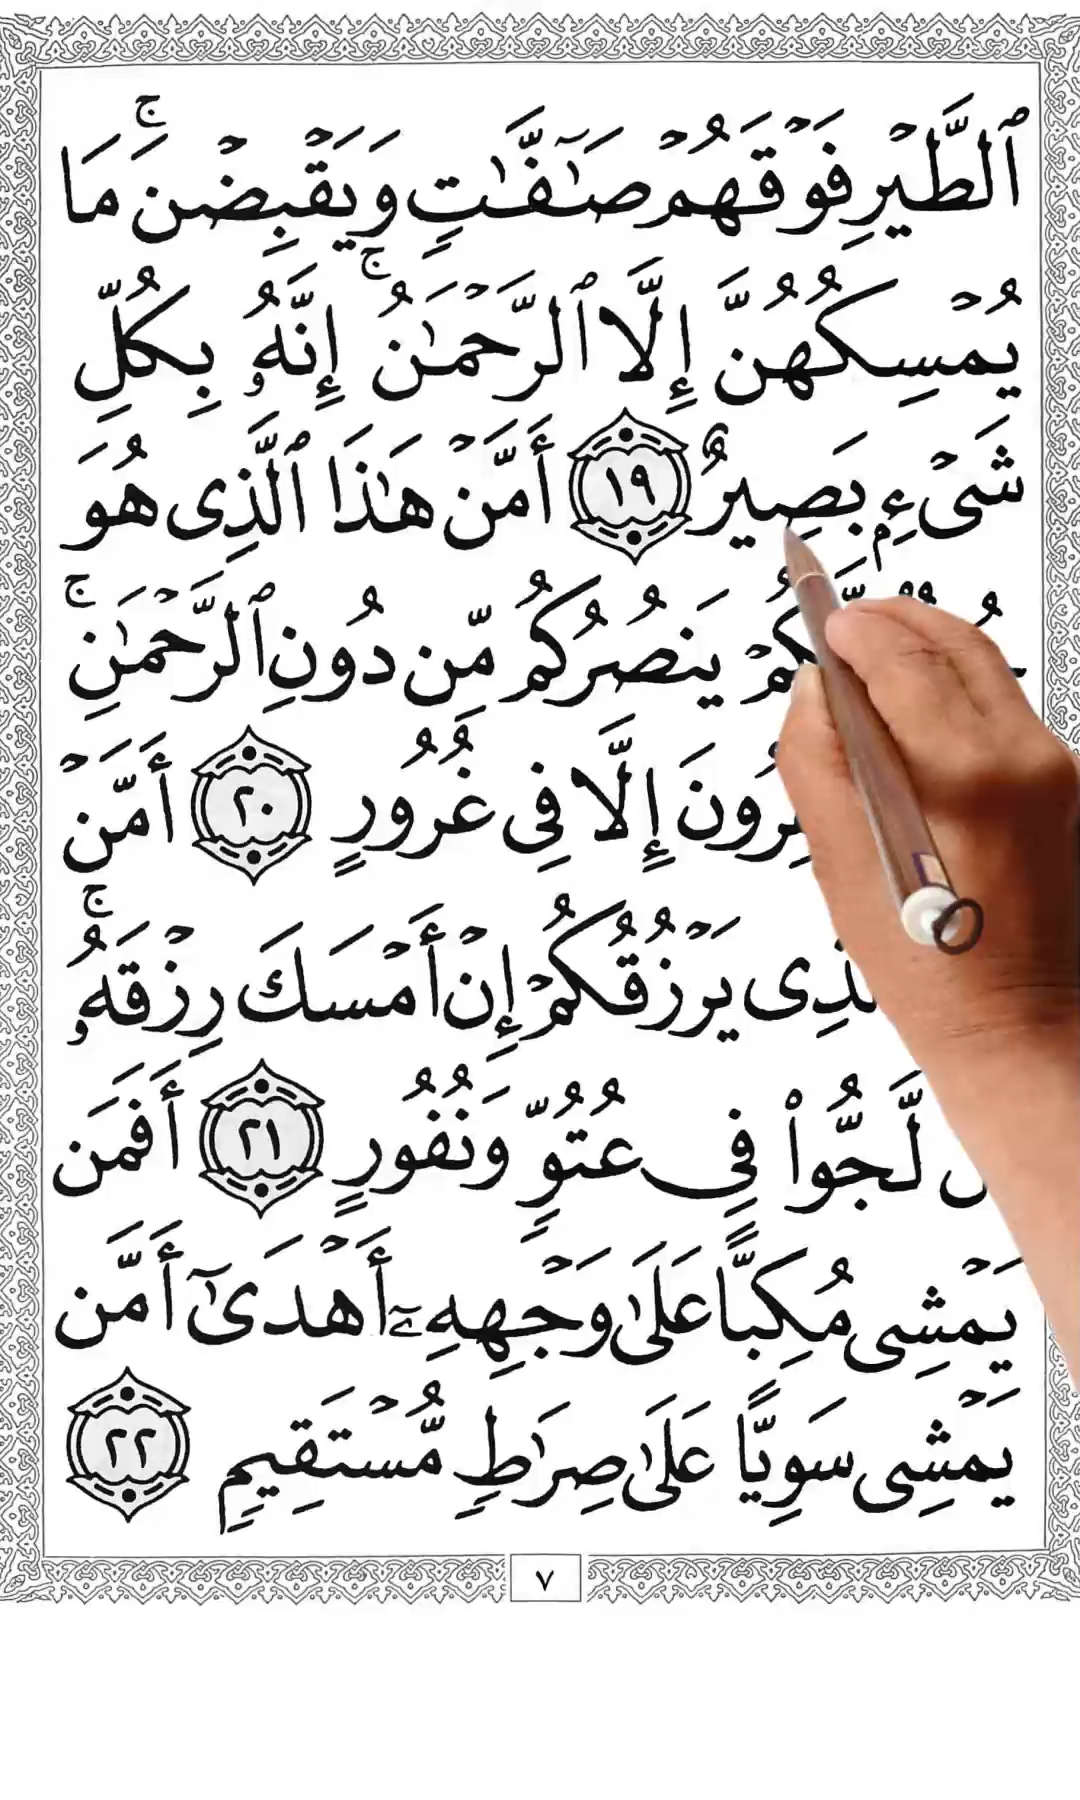 ٱلطَّيْرِ فَوْقَهُمْ صَـٰٓفَّـٰتٍ وَيَقْبِضْنَ ۚ مَا
يُمْسِكُهُنَّ إِلَّا ٱلرَّحْمَـٰنُ ۚ إِنَّهُۥ بِكُلِّ
شَىْءٍۭ بَصِيرٌ ١٩ أَمَّنْ هَـٰذَا ٱلَّذِى هُوَ
يَنصُرُكُم مِّن دُونِ ٱلرَّحْمَـٰنِ ۚ
إِلَّا فِى غُرُورٍ ٢٠ أَمَّنْ
يَرْزُقُكُمْ إِنْ أَمْسَكَ رِزْقَهُۥ ۚ
لَّجُّوا۟ فِى عُتُوٍّ وَنُفُورٍ ٢١ أَفَمَن
يَمْشِى مُكِبًّا عَلَىٰ وَجْهِهِۦٓ أَهْدَىٰٓ أَمَّن
يَمْشِى سَوِيًّا عَلَىٰ صِرَٰطٍ مُّسْتَقِيمٍ ٢٢
٧